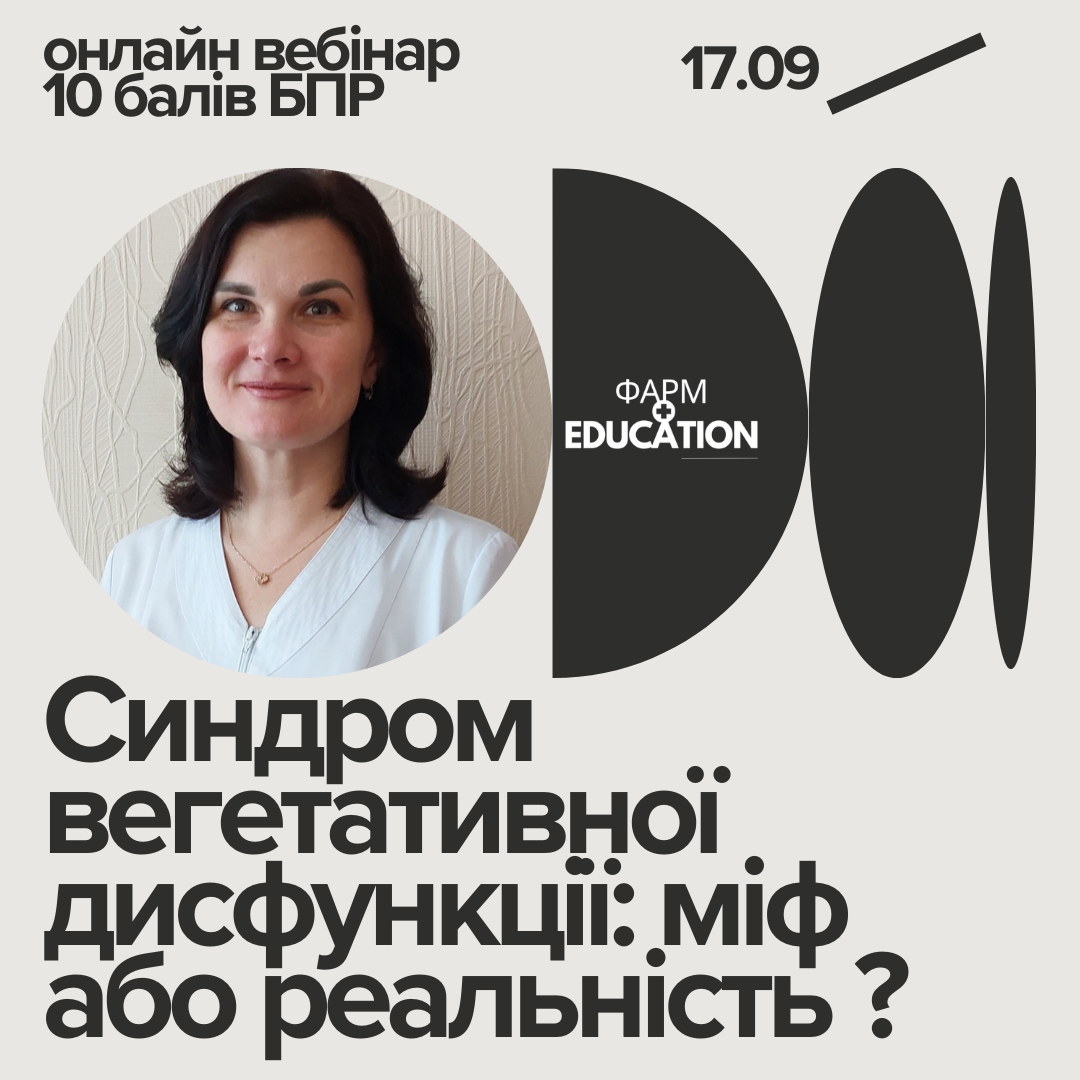 онлайн вебінар
10 балів БПР
17.09
ФАРМ
EDUCATION
Синдром
вегетативної
дисфункції: міф
або реальність ?